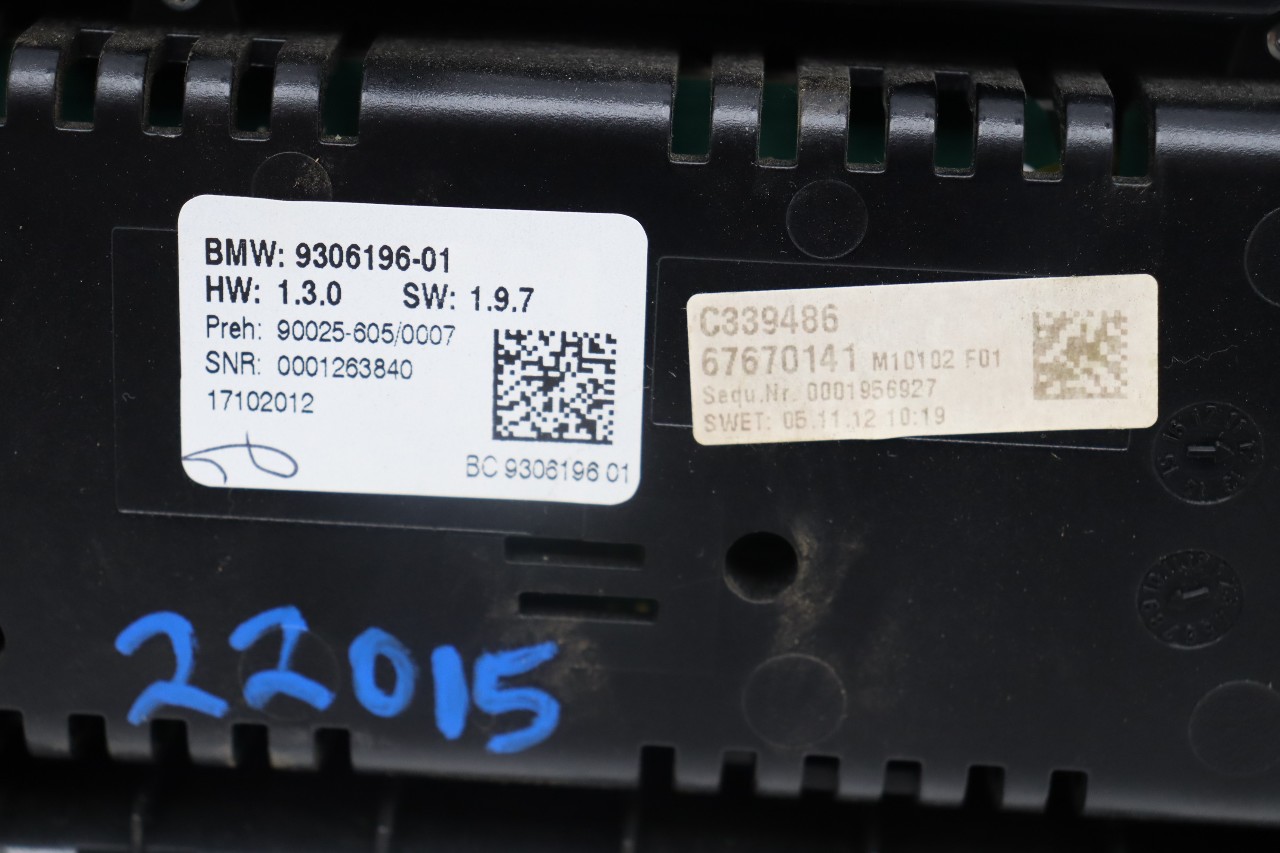 BMW: 9306196-01
HW: 1.3.0 SW: 1.9.7
Preh: 90025-605/0007
SNR: 0001263840
17102012
BC 9306196 01
C339486
67670141 M10102 F01
Sequ.Nr. 0001956927
SWET: 05.11.12 10:19
22015